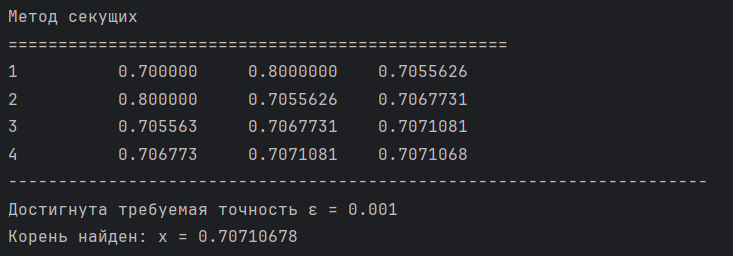 Метод секущих
==================================================
1 0.700000 0.8000000 0.7055626
2 0.800000 0.7055626 0.7067731
3 0.705563 0.7067731 0.7071081
4 0.706773 0.7071081 0.7071068
----------------------------------------------------------------------
Достигнута требуемая точность ε = 0.001
Корень найден: x = 0.70710678